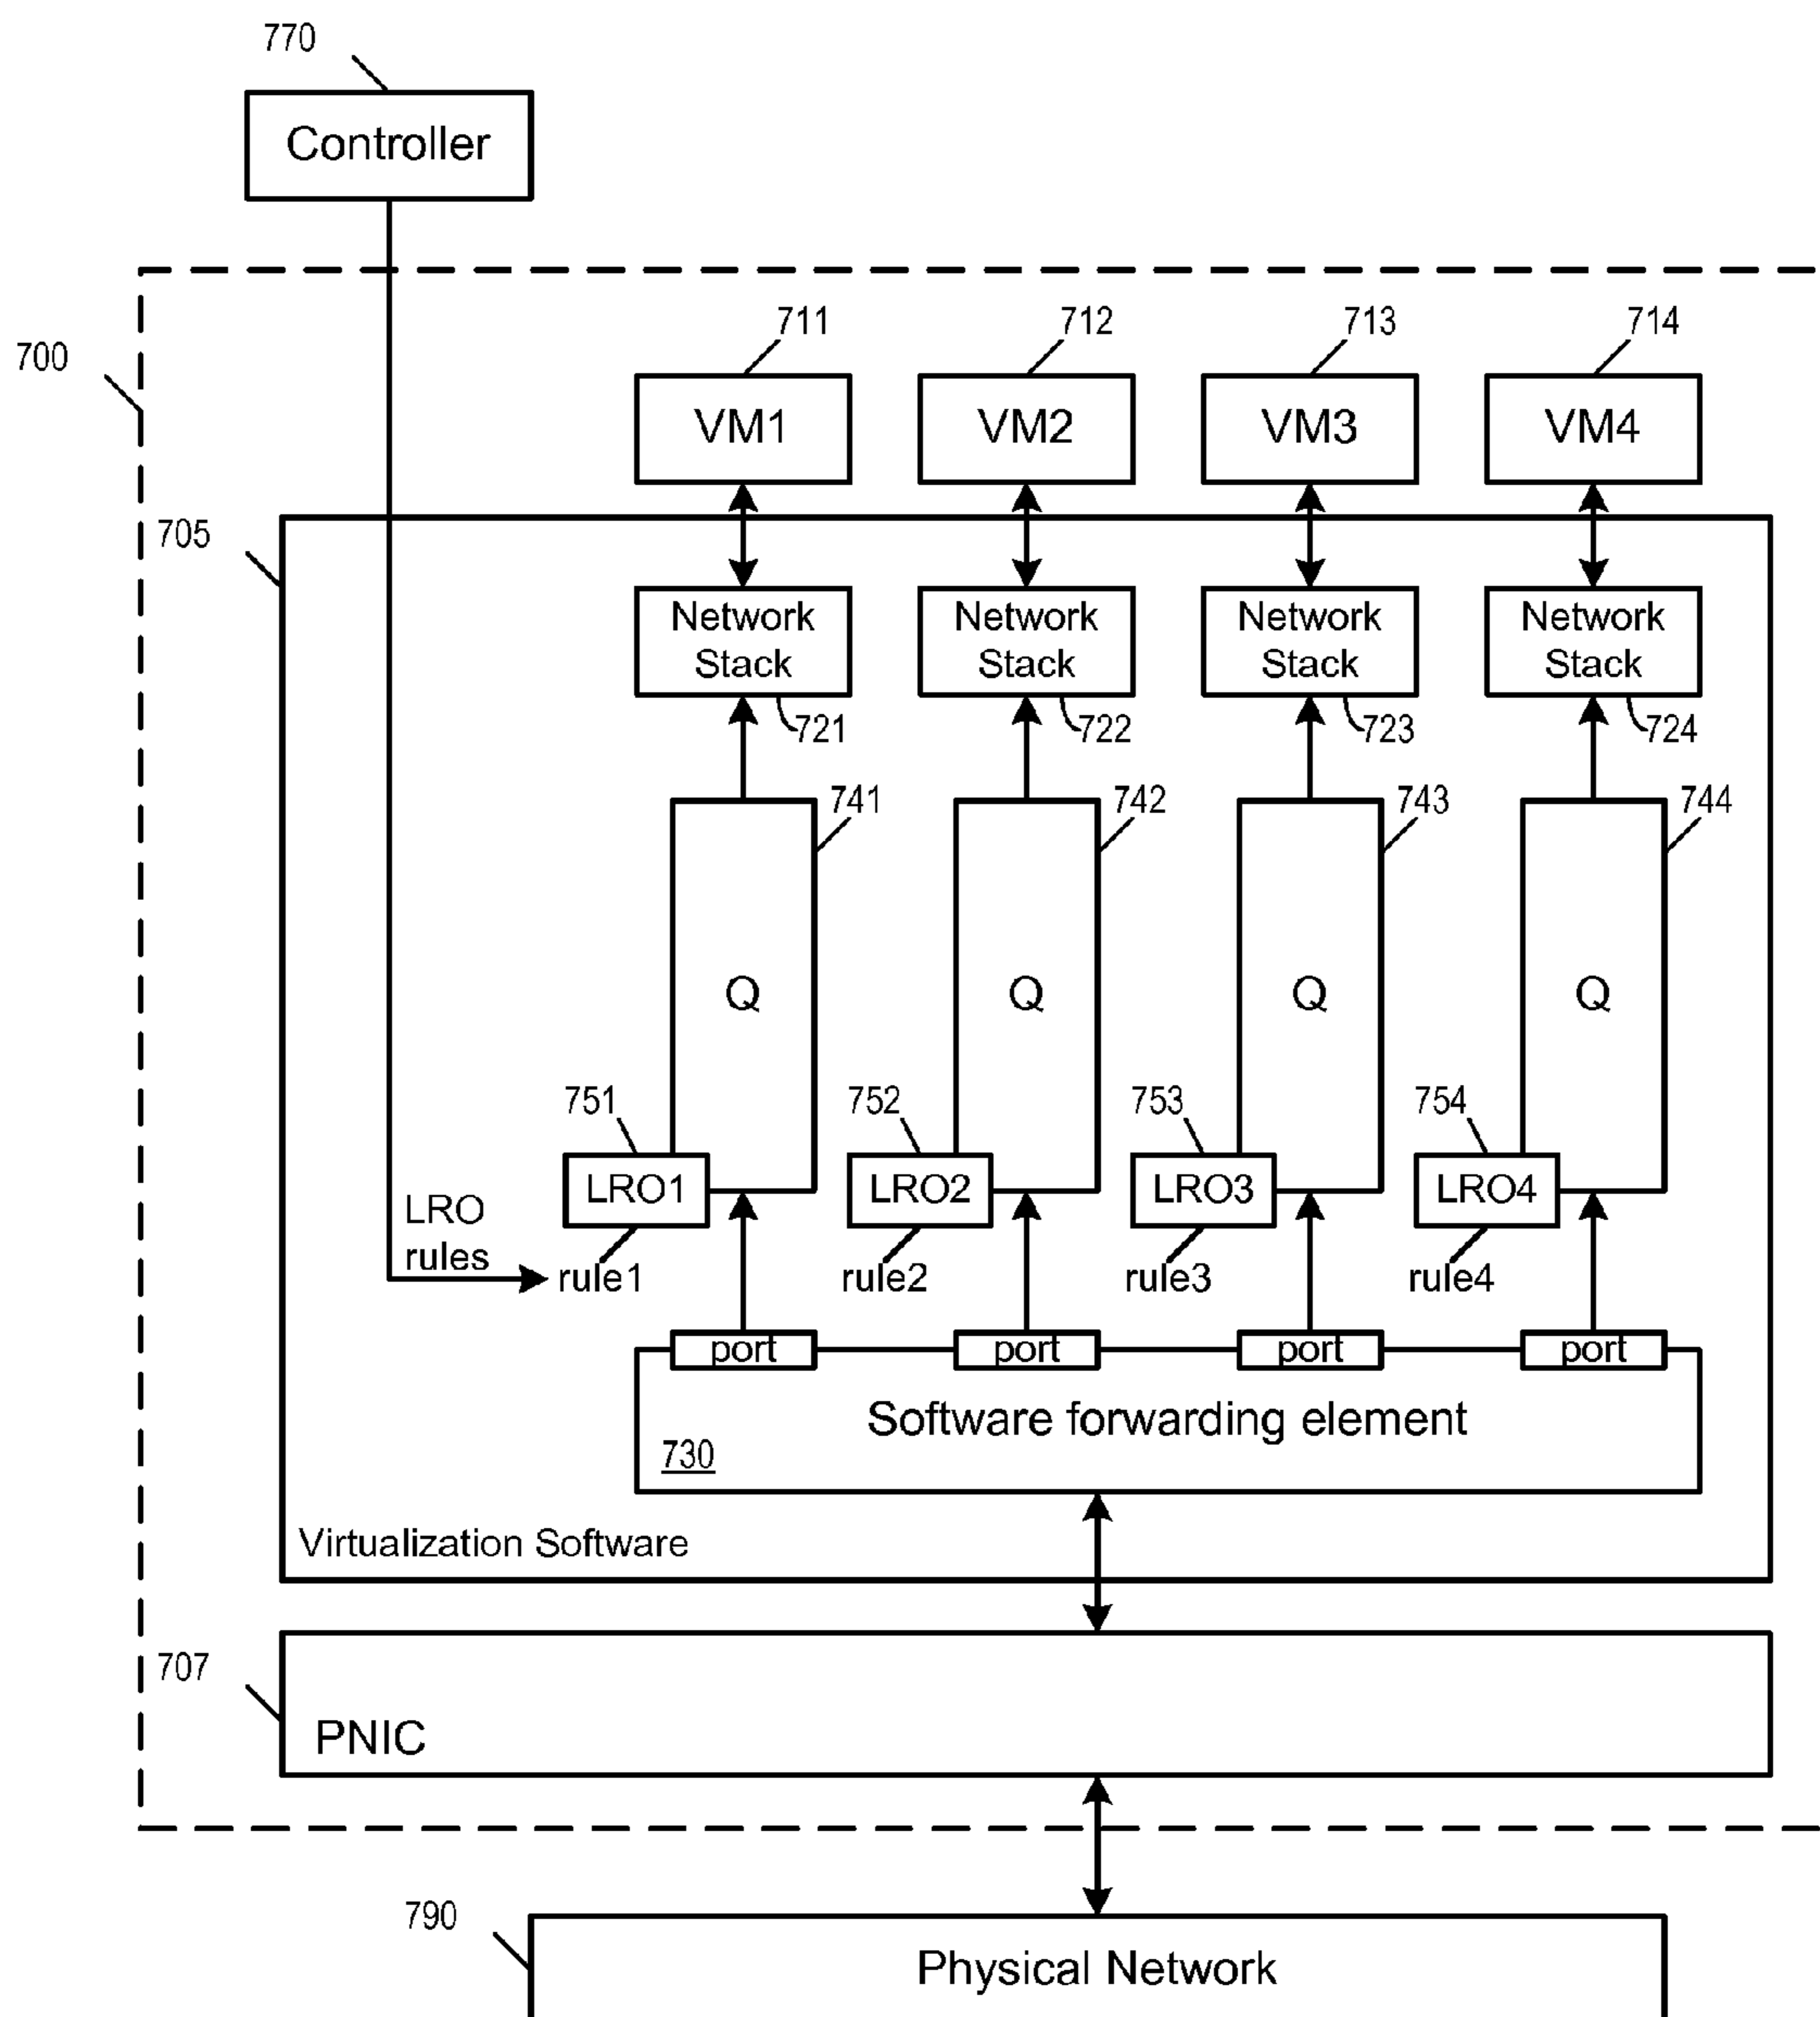 770
Controller
700
711
712
713
714
VM1
VM2
VM3
VM4
705
Network
Stack
Network
Stack
Network
Stack
Network
Stack
721
722
723
724
741
742
743
744
Q
Q
Q
Q
751
752
753
754
LRO1
LRO2
LRO3
LRO4
LRO
rules
rule1
rule2
rule3
rule4
port
port
port
port
Software forwarding element
730
Virtualization Software
707
PNIC
790
Physical Network